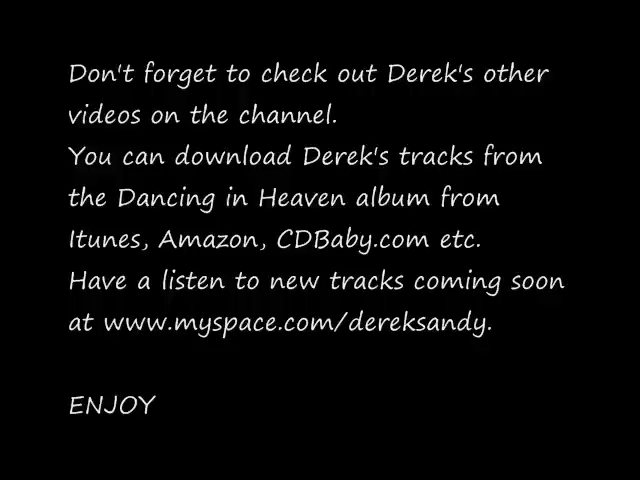 Don't forget to check out Derek's other
videos on the channel.
You can download Derek's tracks from
the Dancing in Heaven album from
Itunes, Amazon, CDBaby.com etc.
Have a listen to new tracks coming soon
at www.myspace.com/dereksandy.
ENJOY